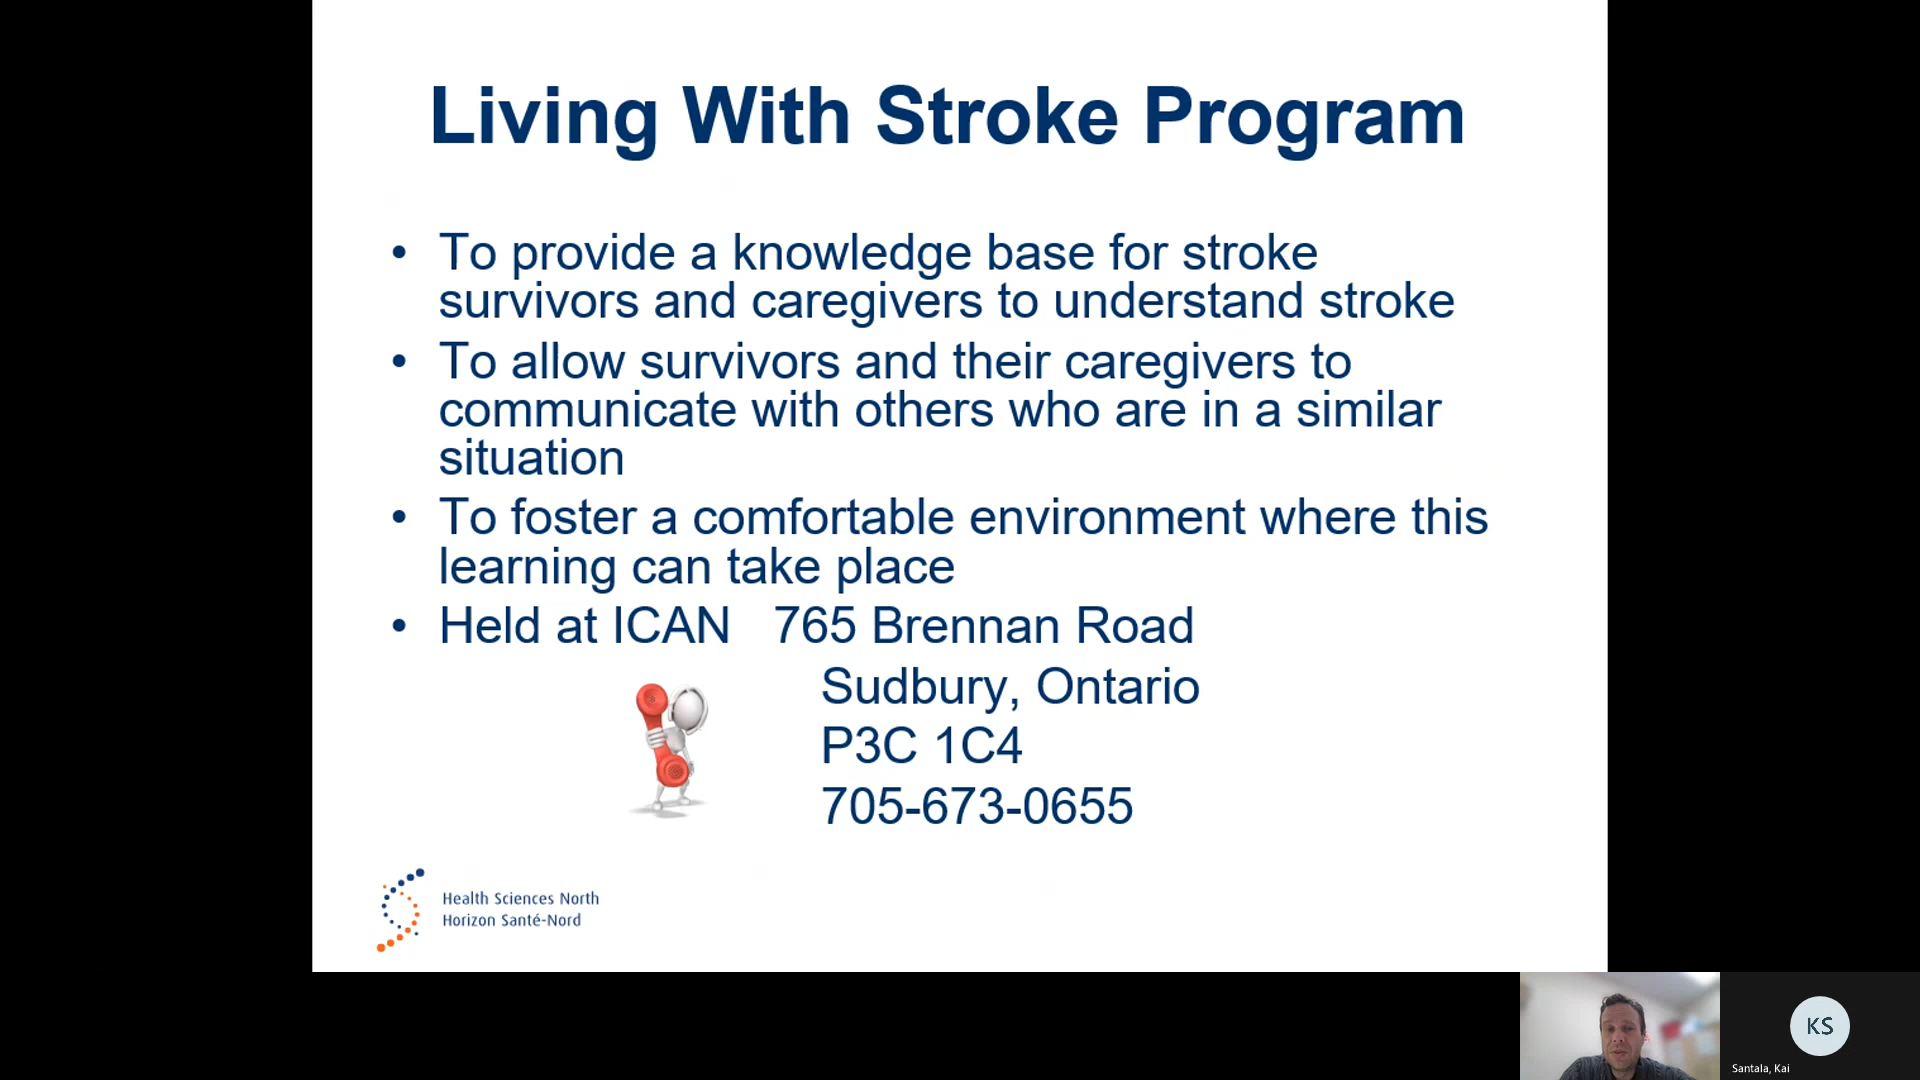 Living With Stroke Program
• To provide a knowledge base for stroke
survivors and caregivers to understand stroke
• To allow survivors and their caregivers to
communicate with others who are in a similar
situation
• To foster a comfortable environment where this
learning can take place
• Held at ICAN 765 Brennan Road
Sudbury, Ontario
P3C 1C4
705-673-0655
Health Sciences North
Horizon Santé-Nord
KS
Santala, Kai